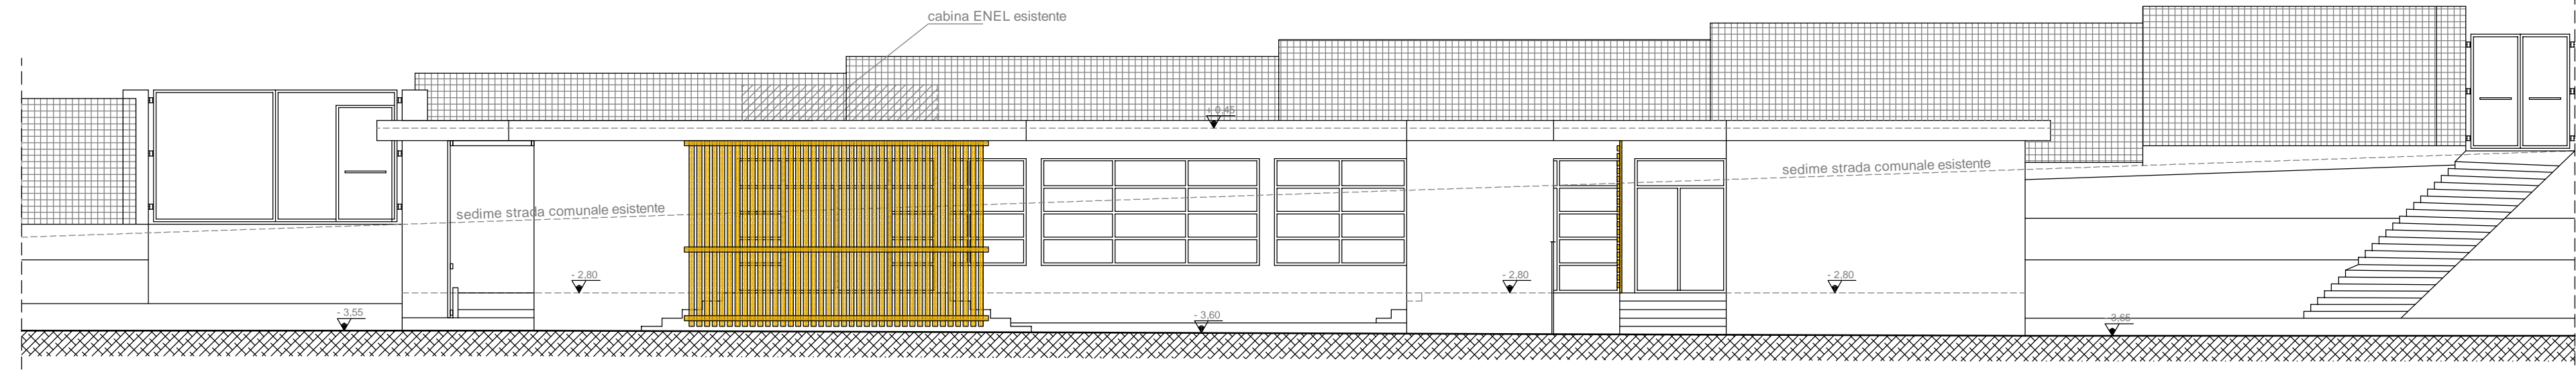 cabina ENEL esistente
+ 0,45
sedime strada comunale esistente
sedime strada comunale esistente
- 2,80
- 2,80
- 2,80
- 3,55
- 3,60
- 3,65